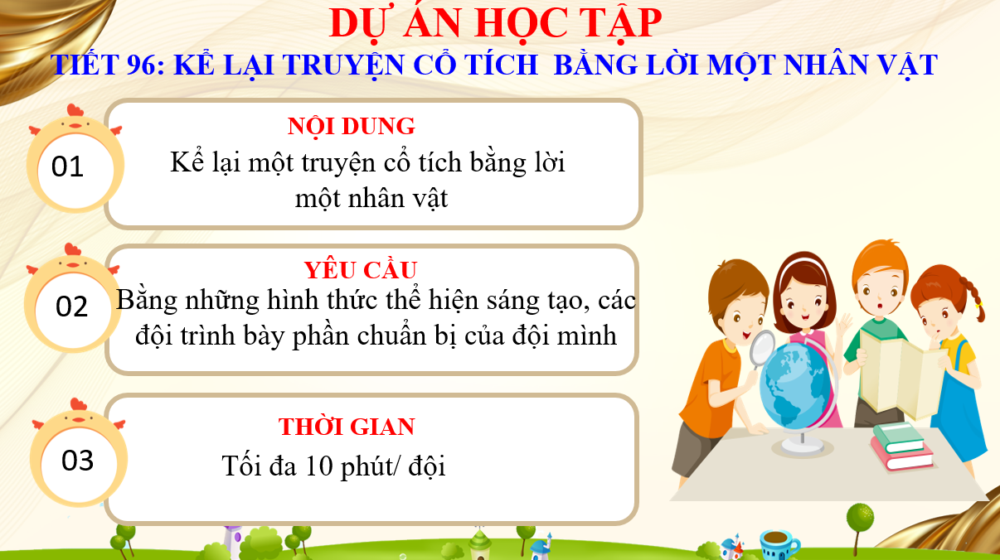 DỰ ÁN HỌC TẬP
TIẾT 96: KỂ LẠI TRUYỆN CỔ TÍCH BẰNG LỜI MỘT NHÂN VẬT
01
NỘI DUNG
Kể lại một truyện cổ tích bằng lời
một nhân vật
02
YÊU CẦU
Bằng những hình thức thể hiện sáng tạo, các
đội trình bày phần chuẩn bị của đội mình
03
THỜI GIAN
Tối đa 10 phút/ đội